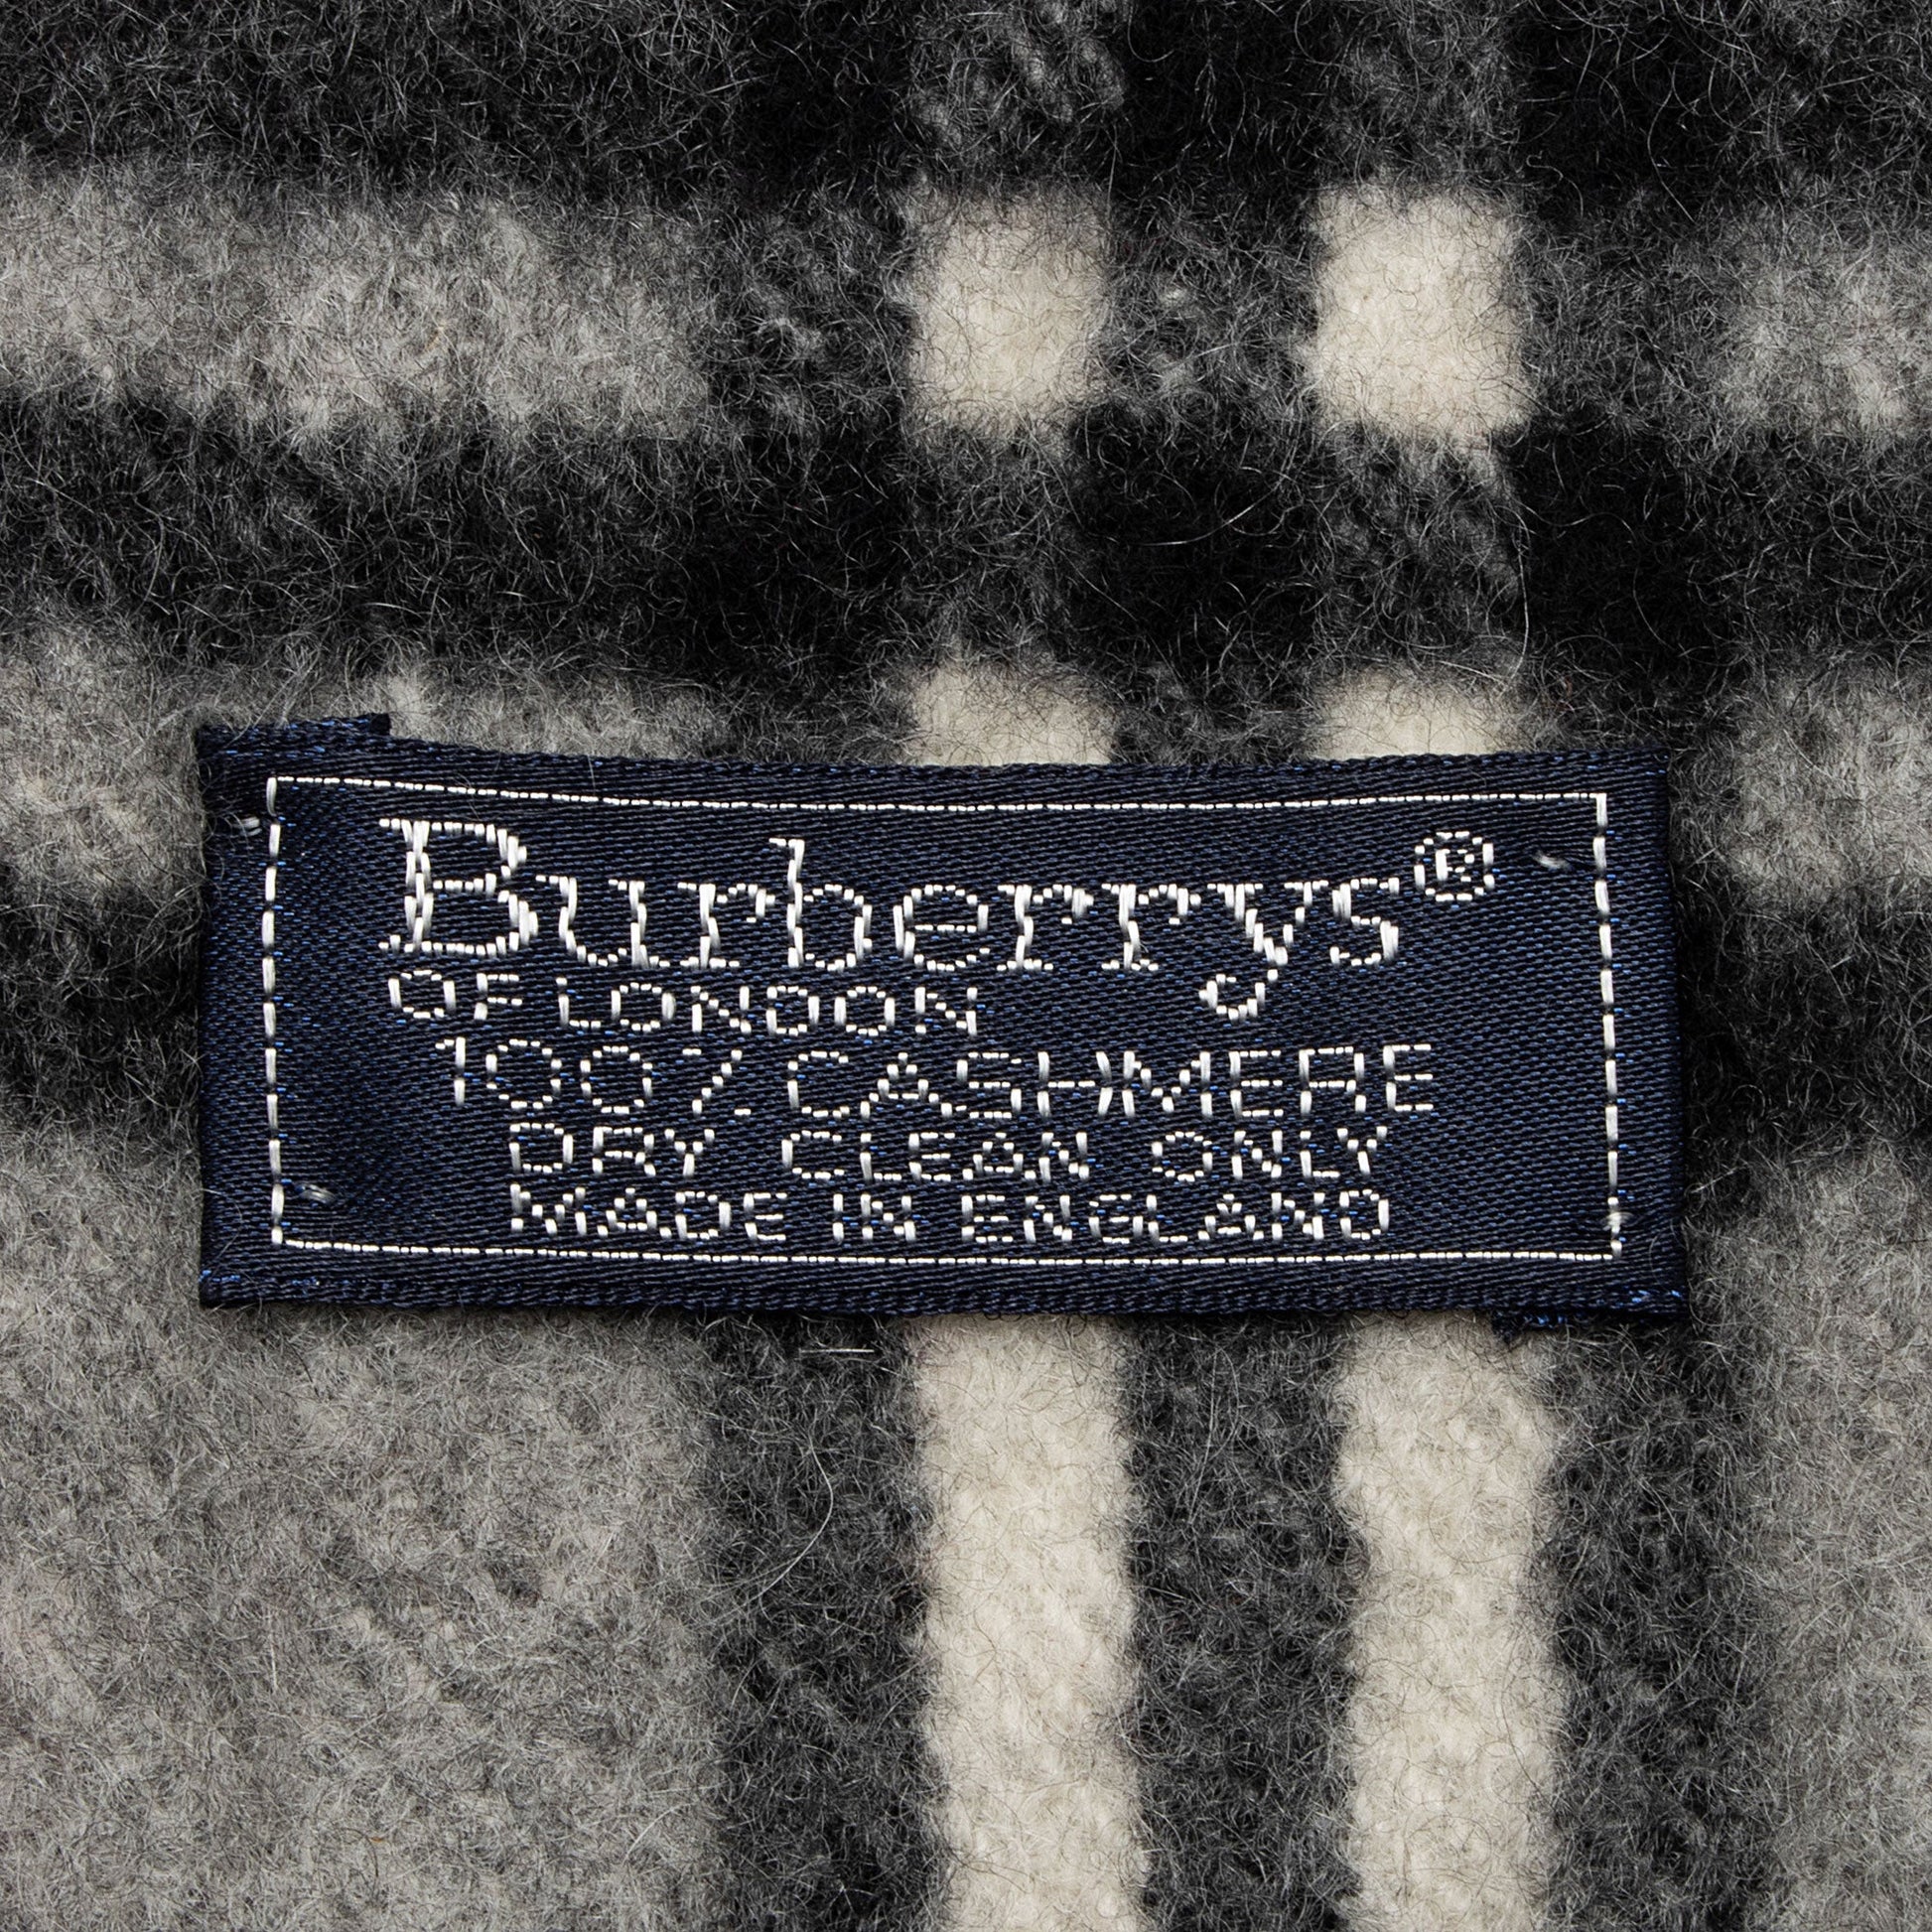 Burberrys®
OF LONDON
100% CASHMERE
DRY CLEAN ONLY
MADE IN ENGLAND